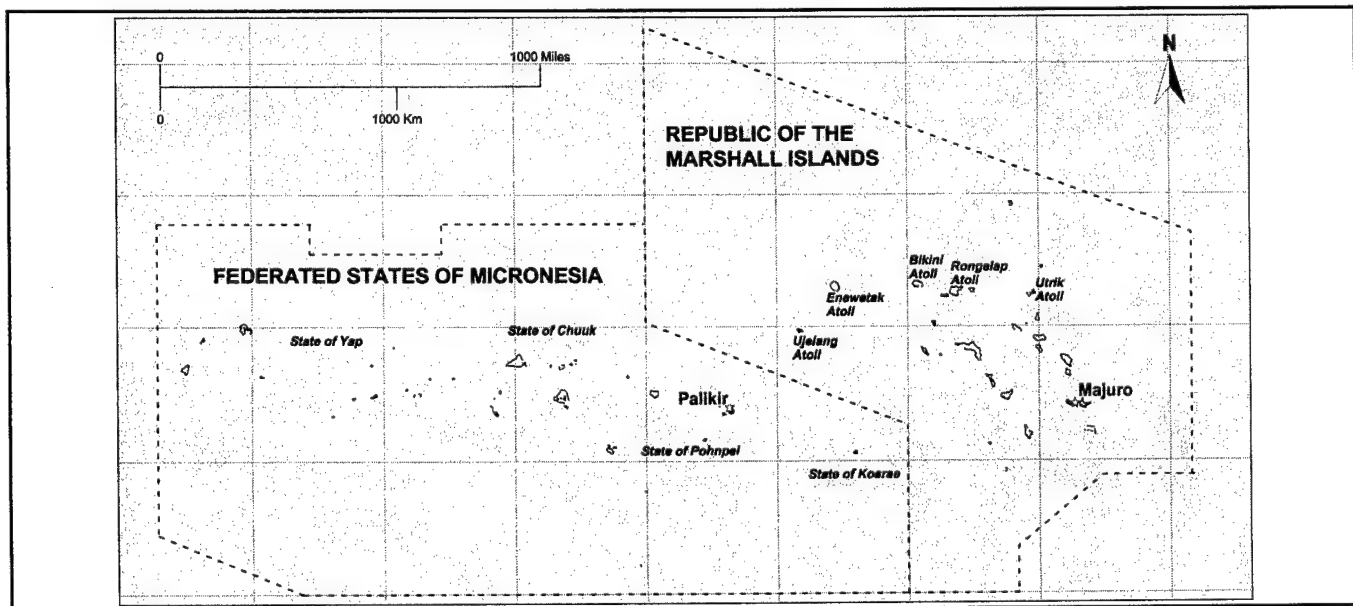 0
1000 Miles
0
1000 Km
N
REPUBLIC OF THE
MARSHALL ISLANDS
FEDERATED STATES OF MICRONESIA
Bikini
Atoll
Rongelap
Atoll
Enewetak
Atoll
Utrik
Atoll
Ujelang
Atoll
State of Yap
State of Chuuk
Palikir
Majuro
State of Pohnpei
State of Kosrae